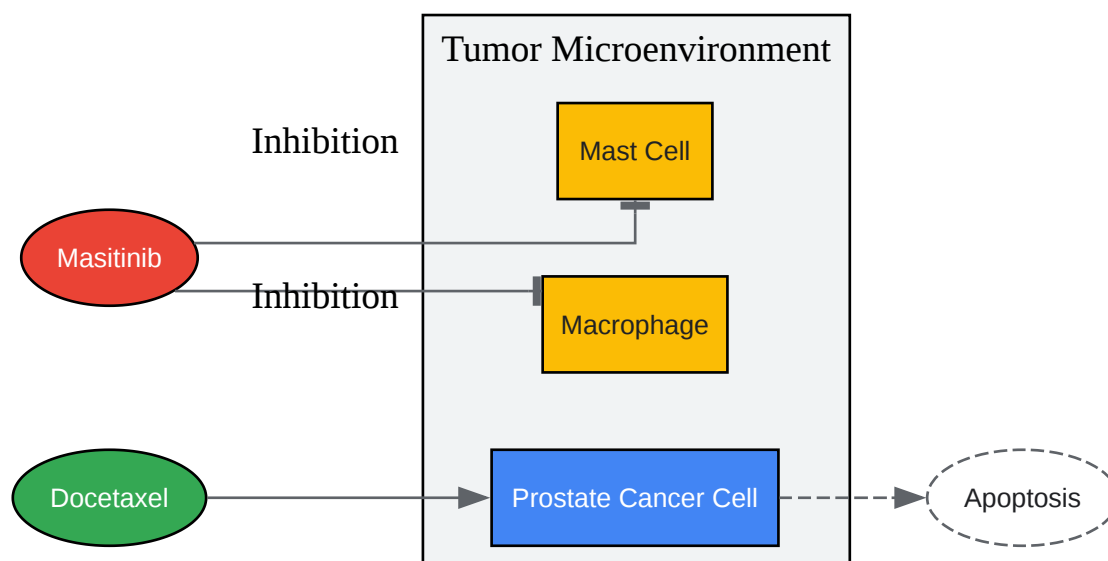 Tumor Microenvironment
Inhibition
Mast Cell
Masitinib
Inhibition
Macrophage
Docetaxel
Prostate Cancer Cell
Apoptosis